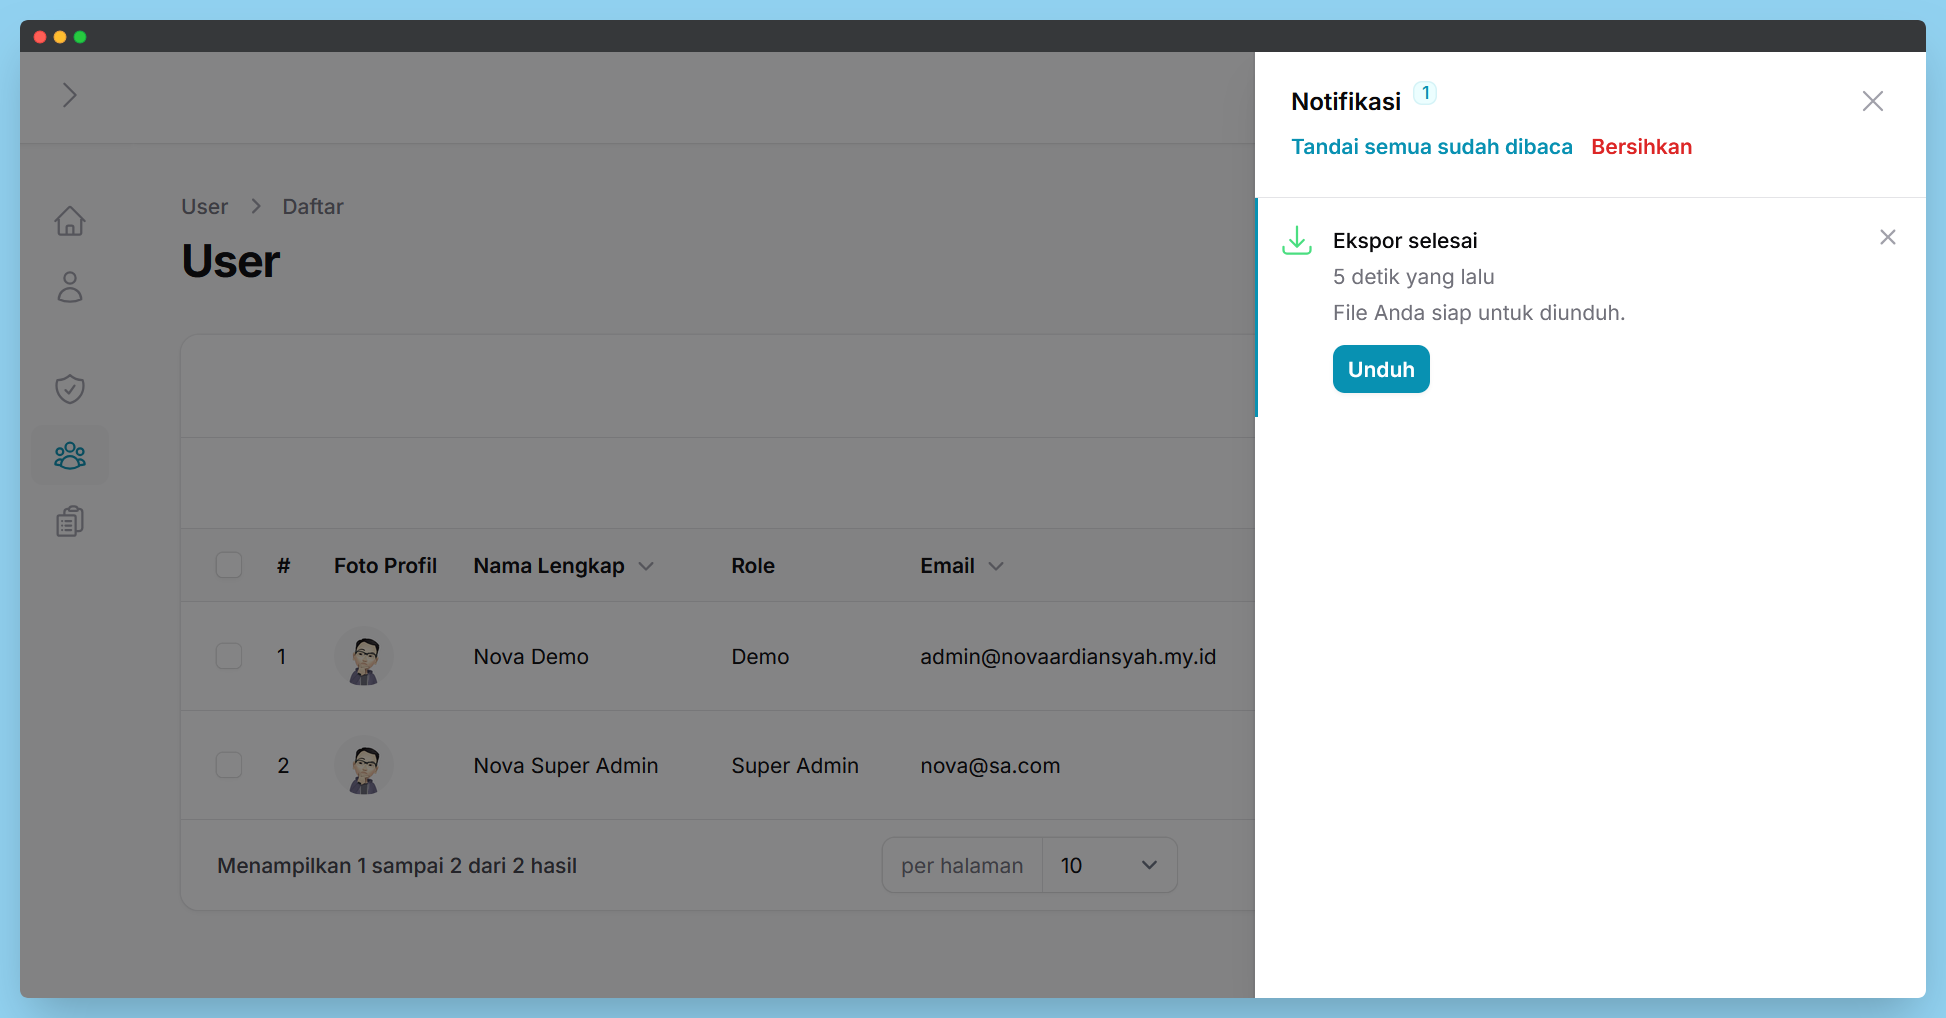 Notifikasi 1
Tandai semua sudah dibaca Bersihkan
Ekspor selesai
5 detik yang lalu
File Anda siap untuk diunduh.
Unduh
User Daftar
User
# Foto Profil Nama Lengkap Role Email
1 Nova Demo Demo admin@novaardiansyah.my.id
2 Nova Super Admin Super Admin nova@sa.com
Menampilkan 1 sampai 2 dari 2 hasil per halaman 10